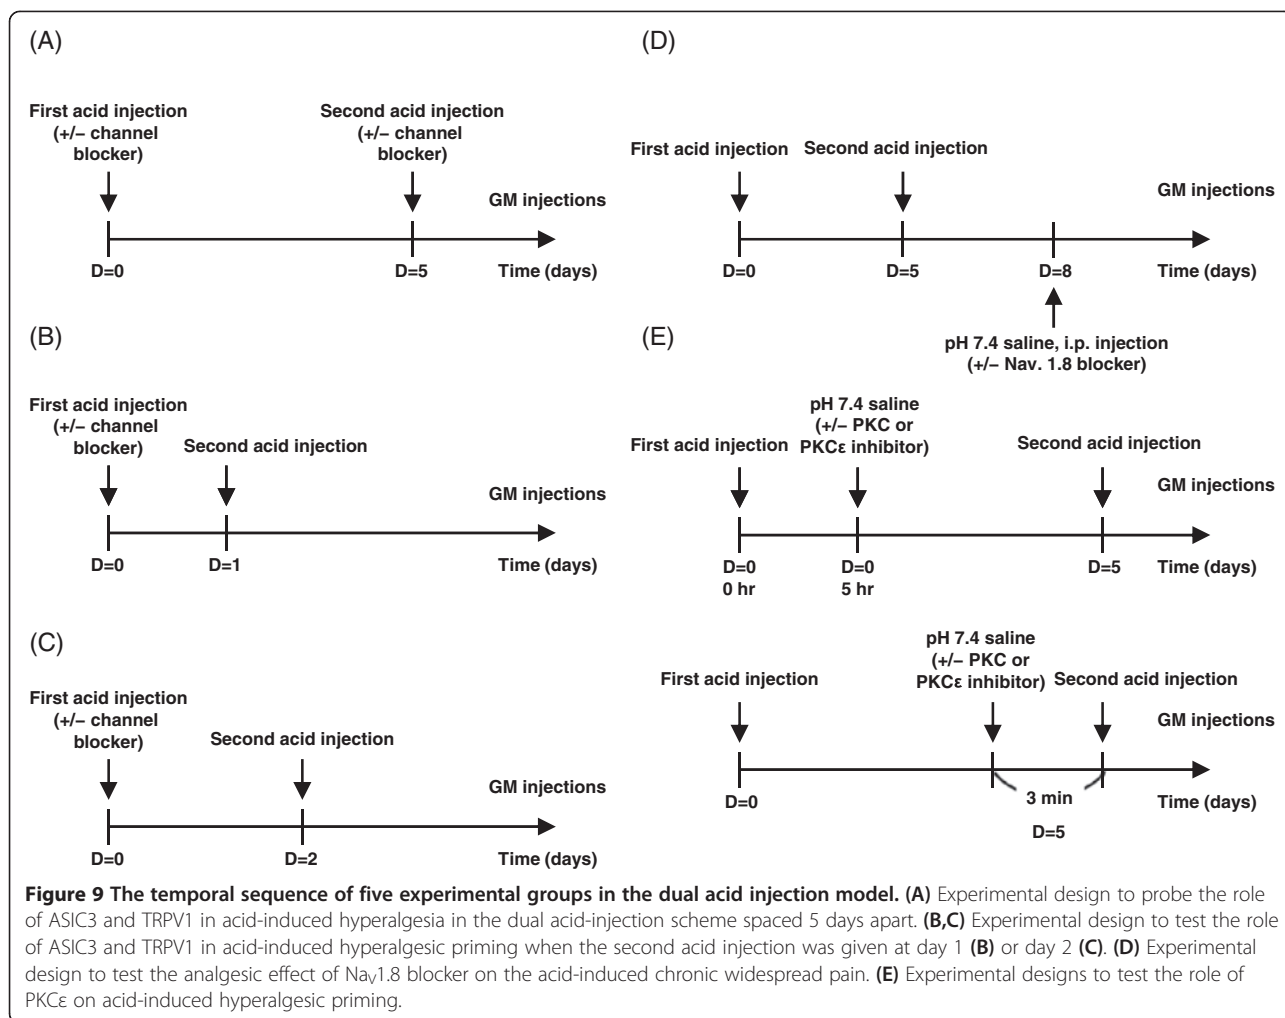 (A)
First acid injection
(+/− channel
blocker)
Second acid injection
(+/− channel
blocker)
GM injections
D=0
D=5
Time (days)
(B)
First acid injection
(+/− channel
blocker)
Second acid injection
GM injections
D=0
D=1
Time (days)
(C)
First acid injection
(+/− channel
blocker)
Second acid injection
GM injections
D=0
D=2
Time (days)
(D)
First acid injection
Second acid injection
GM injections
D=0
D=5
D=8
Time (days)
pH 7.4 saline, i.p. injection
(+/− Nav. 1.8 blocker)
(E)
First acid injection
pH 7.4 saline
(+/− PKC or
PKCε inhibitor)
Second acid injection
GM injections
D=0
0 hr
D=0
5 hr
D=5
Time (days)
First acid injection
pH 7.4 saline
(+/− PKC or
PKCε inhibitor)
Second acid injection
GM injections
D=0
3 min
D=5
Time (days)
Figure 9 The temporal sequence of five experimental groups in the dual acid injection model. (A) Experimental design to probe the role
of ASIC3 and TRPV1 in acid-induced hyperalgesia in the dual acid-injection scheme spaced 5 days apart. (B,C) Experimental design to test the role
of ASIC3 and TRPV1 in acid-induced hyperalgesic priming when the second acid injection was given at day 1 (B) or day 2 (C). (D) Experimental
design to test the analgesic effect of NaV1.8 blocker on the acid-induced chronic widespread pain. (E) Experimental designs to test the role of
PKCε on acid-induced hyperalgesic priming.